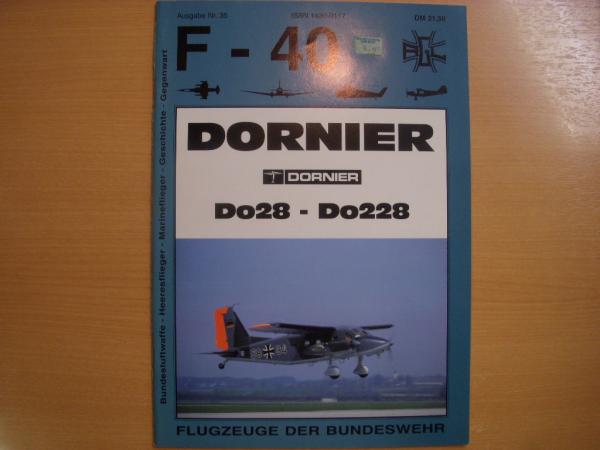 Ausgabe Nr. 35
DM 21,50
F - 40
BGC
Bundesluftwaffe - Heeresflieger - Marineflieger - Geschichte - Gegenwart
DORNIER
DORNIER
Do28 - Do228
FLUGZEUGE DER BUNDESWEHR